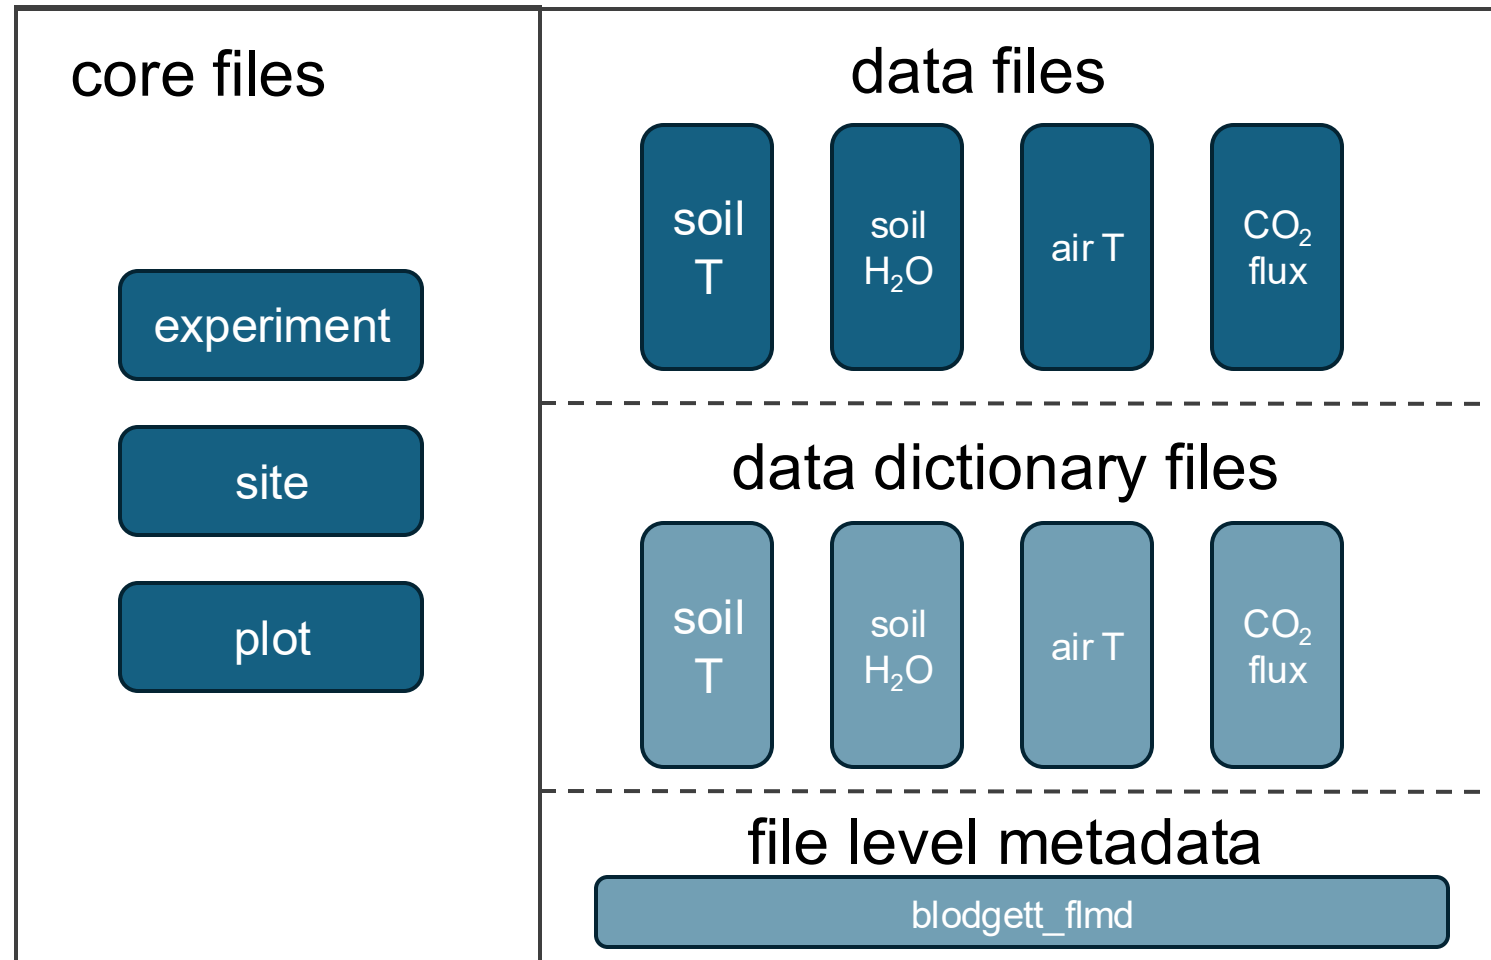 core files
experiment
site
plot
data files
soil
T
soil
H₂O
air T
CO₂
flux
data dictionary files
soil
T
soil
H₂O
air T
CO₂
flux
file level metadata
blodgett_flmd